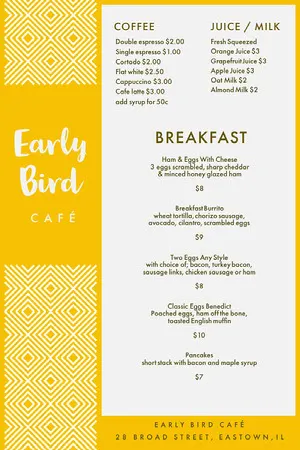 COFFEE
Double espresso $2.00
Single espresso $1.00
Cortado $2.00
Flat white $2.50
Cappuccino $3.00
Cafe latte $3.00
add syrup for 50c
JUICE / MILK
Fresh Squeezed
Orange Juice $3
Grapefruit Juice $3
Apple Juice $3
Oat Milk $2
Almond Milk $2
Early
Bird
CAFÉ
BREAKFAST
Ham & Eggs With Cheese
3 eggs scrambled, sharp cheddar
& minced honey glazed ham
$8
Breakfast Burrito
wheat tortilla, chorizo sausage,
avocado, cilantro, scrambled eggs
$9
Two Eggs Any Style
with choice of; bacon, turkey bacon,
sausage links, chicken sausage or ham
$8
Classic Eggs Benedict
Poached eggs, ham off the bone,
toasted English muffin
$10
Pancakes
short stack with bacon and maple syrup
$7
EARLY BIRD CAFÉ
28 BROAD STREET, EASTOWN, IL